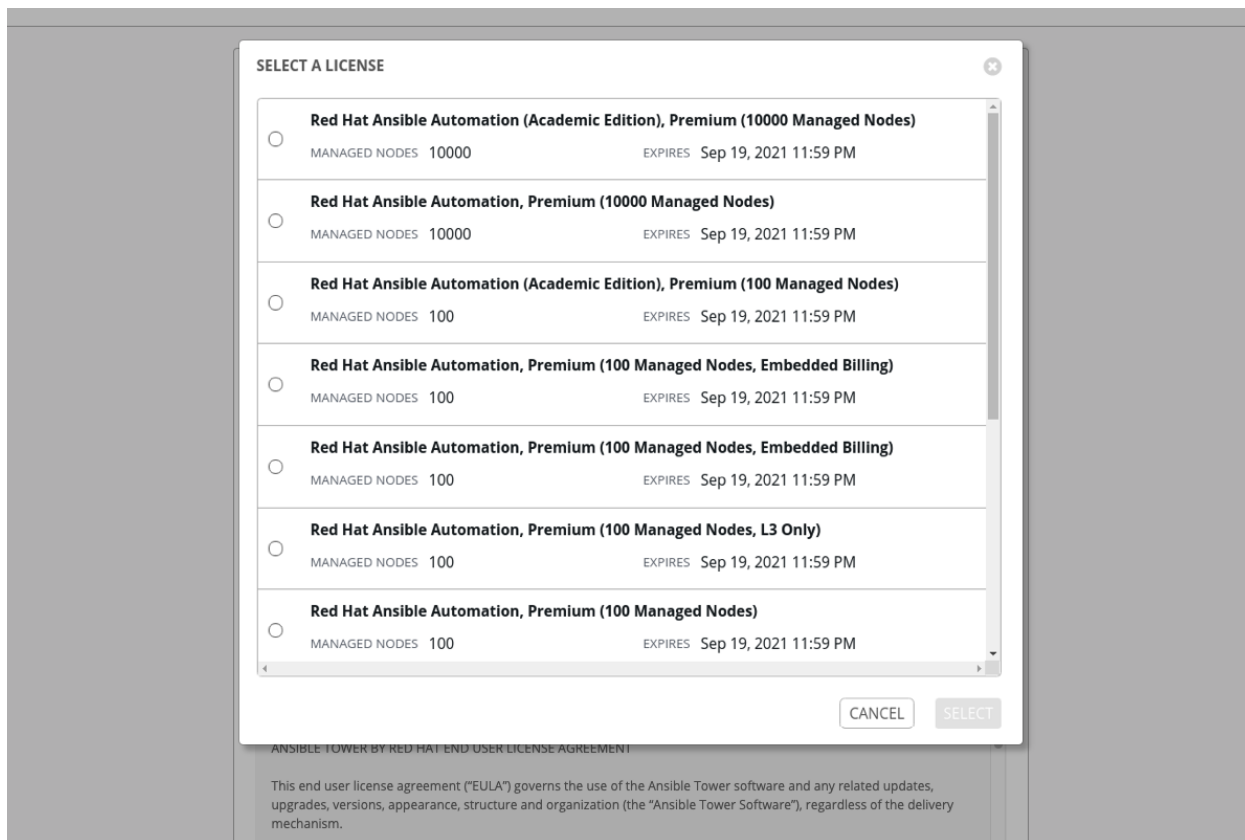 SELECT A LICENSE
Red Hat Ansible Automation (Academic Edition), Premium (10000 Managed Nodes)
MANAGED NODES 10000 EXPIRES Sep 19, 2021 11:59 PM
Red Hat Ansible Automation, Premium (10000 Managed Nodes)
MANAGED NODES 10000 EXPIRES Sep 19, 2021 11:59 PM
Red Hat Ansible Automation (Academic Edition), Premium (100 Managed Nodes)
MANAGED NODES 100 EXPIRES Sep 19, 2021 11:59 PM
Red Hat Ansible Automation, Premium (100 Managed Nodes, Embedded Billing)
MANAGED NODES 100 EXPIRES Sep 19, 2021 11:59 PM
Red Hat Ansible Automation, Premium (100 Managed Nodes, Embedded Billing)
MANAGED NODES 100 EXPIRES Sep 19, 2021 11:59 PM
Red Hat Ansible Automation, Premium (100 Managed Nodes, L3 Only)
MANAGED NODES 100 EXPIRES Sep 19, 2021 11:59 PM
Red Hat Ansible Automation, Premium (100 Managed Nodes)
MANAGED NODES 100 EXPIRES Sep 19, 2021 11:59 PM
CANCEL SELECT
ANSIBLE TOWER BY RED HAT END USER LICENSE AGREEMENT
This end user license agreement (“EULA”) governs the use of the Ansible Tower software and any related updates,
upgrades, versions, appearance, structure and organization (the “Ansible Tower Software”), regardless of the delivery
mechanism.